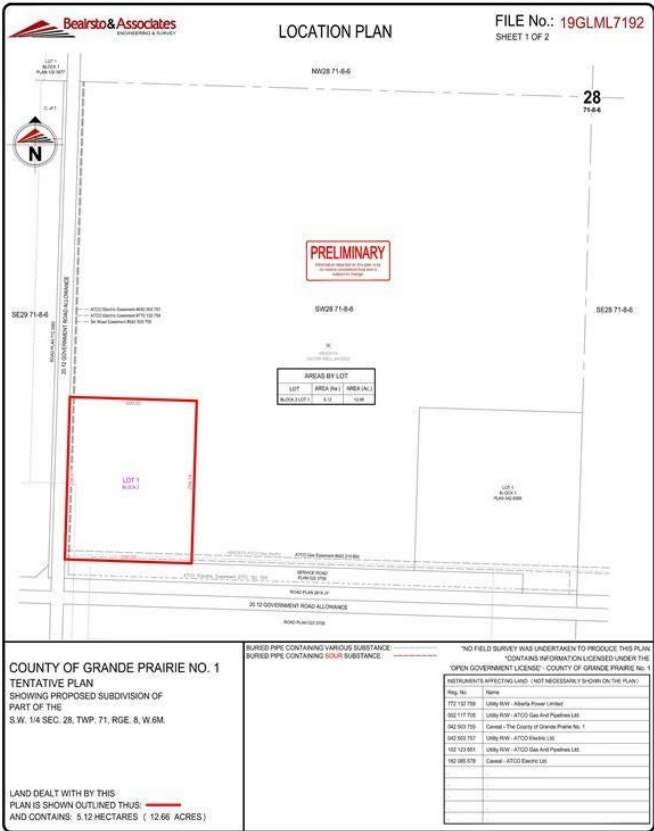 Beairsto & Associates
ENGINEERING & SURVEY
LOCATION PLAN
FILE No.: 19GLML7192
SHEET 1 OF 2
LOT 1
BLOCK 1
NW28 71-8-6
28
71-8-6
C. of T
N
PRELIMINARY
SE29 71-8-6
SW28 71-8-6
SE28 71-8-6
20.12 GOVERNMENT ROAD ALLOWANCE
AREAS BY LOT
LOT AREA (ha.) AREA (Ac.)
BLOCK 2 LOT 1 5.12 12.66
LOT 1
BLOCK 2
LOT 1
BLOCK 1
SERVICE ROAD
20.12 GOVERNMENT ROAD ALLOWANCE
COUNTY OF GRANDE PRAIRIE NO. 1
TENTATIVE PLAN
SHOWING PROPOSED SUBDIVISION OF
PART OF THE
S.W. 1/4 SEC. 28, TWP. 71, RGE. 8, W.6M.
LAND DEALT WITH BY THIS
PLAN IS SHOWN OUTLINED THUS:
AND CONTAINS: 5.12 HECTARES ( 12.66 ACRES )
BURIED PIPE CONTAINING VARIOUS SUBSTANCE:
BURIED PIPE CONTAINING SOUR SUBSTANCE:
*NO FIELD SURVEY WAS UNDERTAKEN TO PRODUCE THIS PLAN
*CONTAINS INFORMATION LICENSED UNDER THE
"OPEN GOVERNMENT LICENSE" - COUNTY OF GRANDE PRAIRIE No. 1
INSTRUMENTS AFFECTING LAND: (NOT NECESSARILY SHOWN ON THE PLAN)
Reg. No. Name
772 132 759 Utility R/W - Alberta Power Limited
002 117 705 Utility R/W - ATCO Gas And Pipelines Ltd.
042 503 755 Caveat - The County of Grande Prairie No. 1
042 503 757 Utility R/W - ATCO Electric Ltd.
102 123 651 Utility R/W - ATCO Gas And Pipelines Ltd.
182 085 578 Caveat - ATCO Electric Ltd.